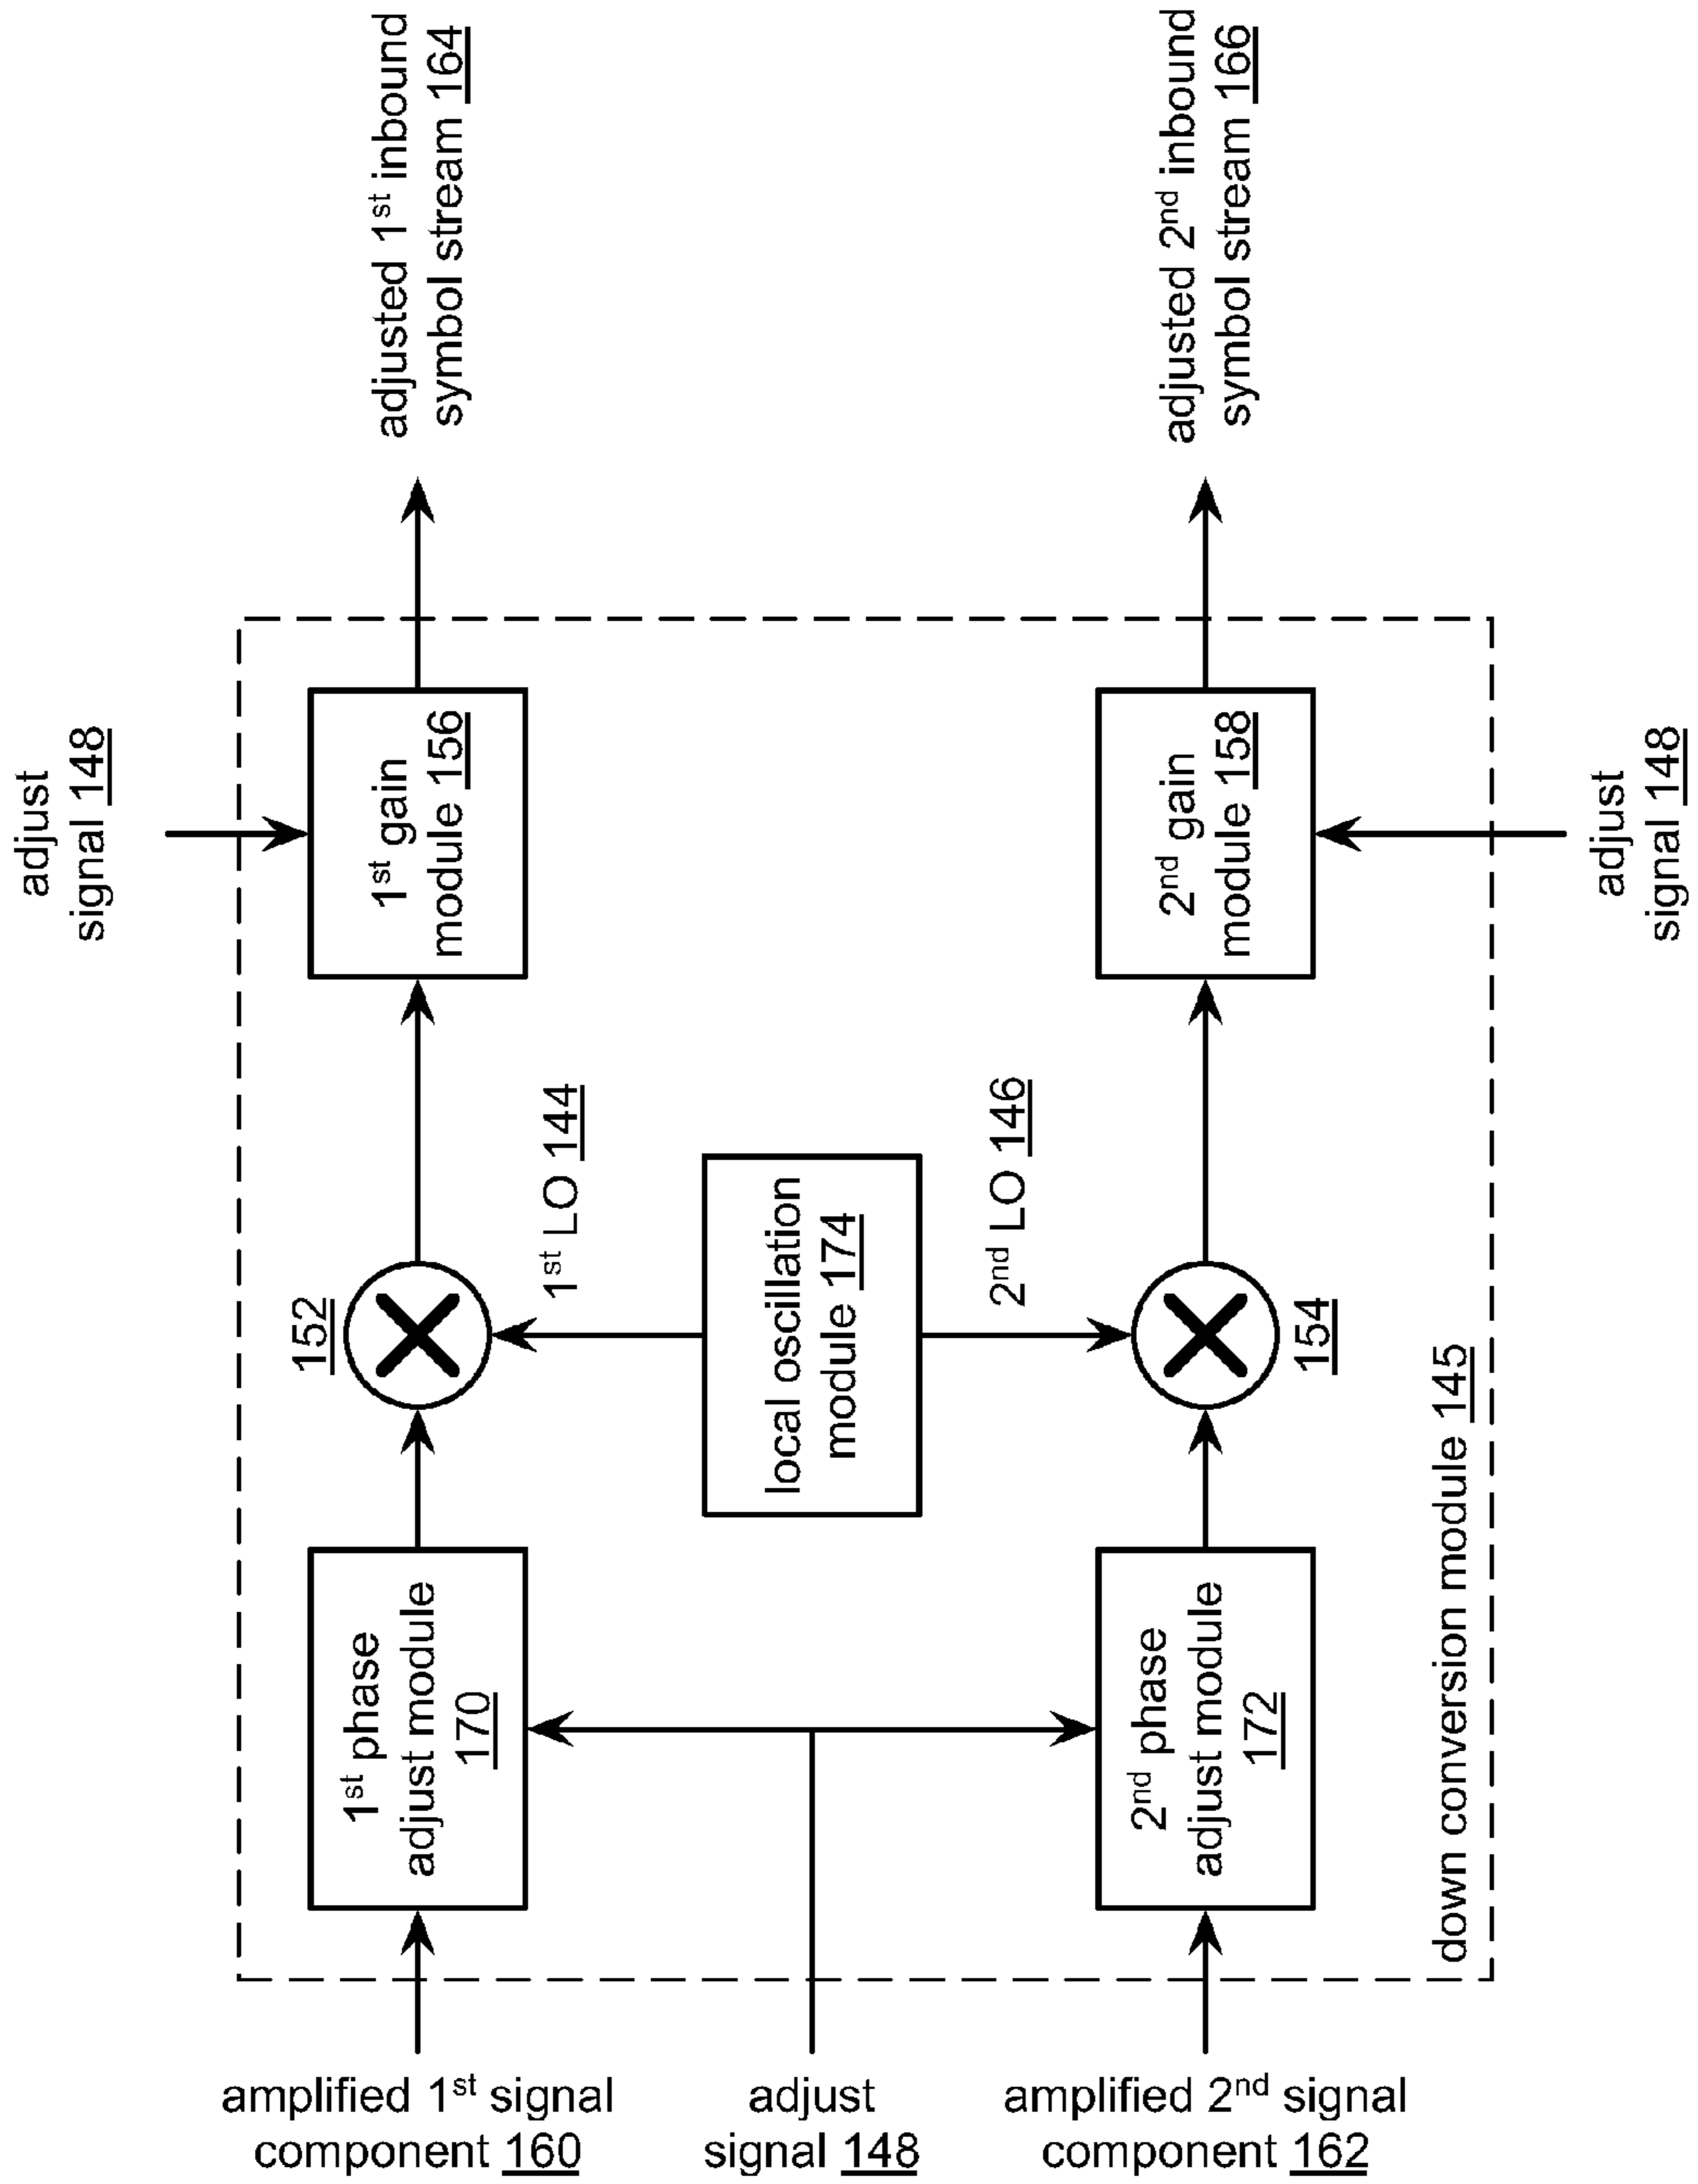 adjust
signal 148
adjusted 1st inbound
symbol stream 164
1st gain
module 156
152
1st LO 144
1st phase
adjust module
170
local oscillation
module 174
2nd LO 146
adjusted 2nd inbound
symbol stream 166
2nd gain
module 158
154
2nd phase
adjust module
172
down conversion module 145
adjust
signal 148
amplified 1st signal
component 160
adjust
signal 148
amplified 2nd signal
component 162